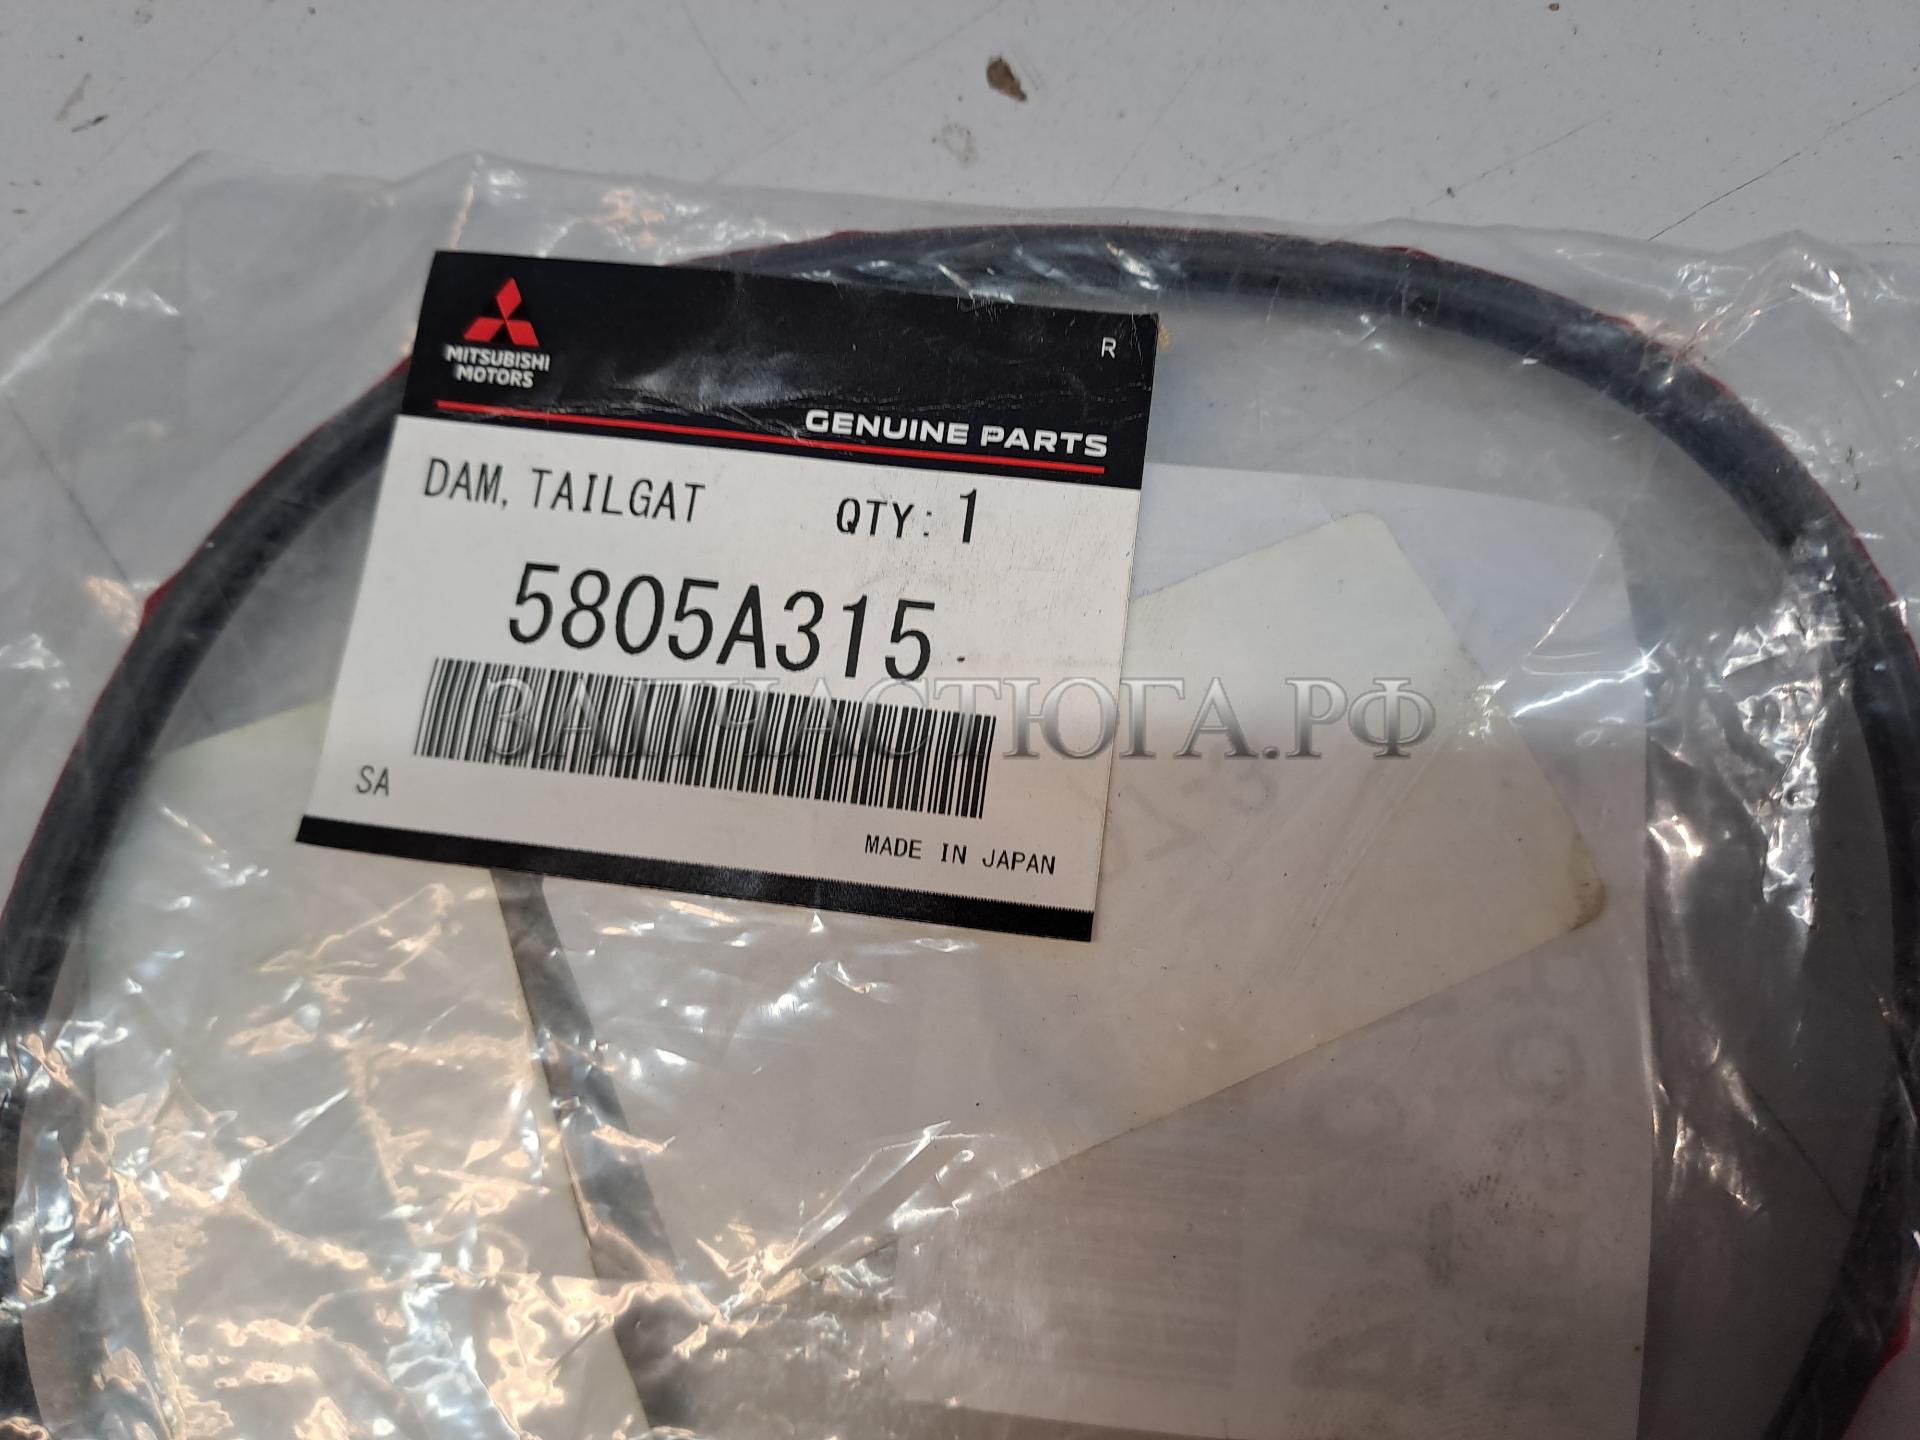 MITSUBISHI
MOTORS
R
GENUINE PARTS
DAM, TAILGAT
QTY: 1
5805A315
ЗАПЧАСТЮГА.РФ
SA
MADE IN JAPAN